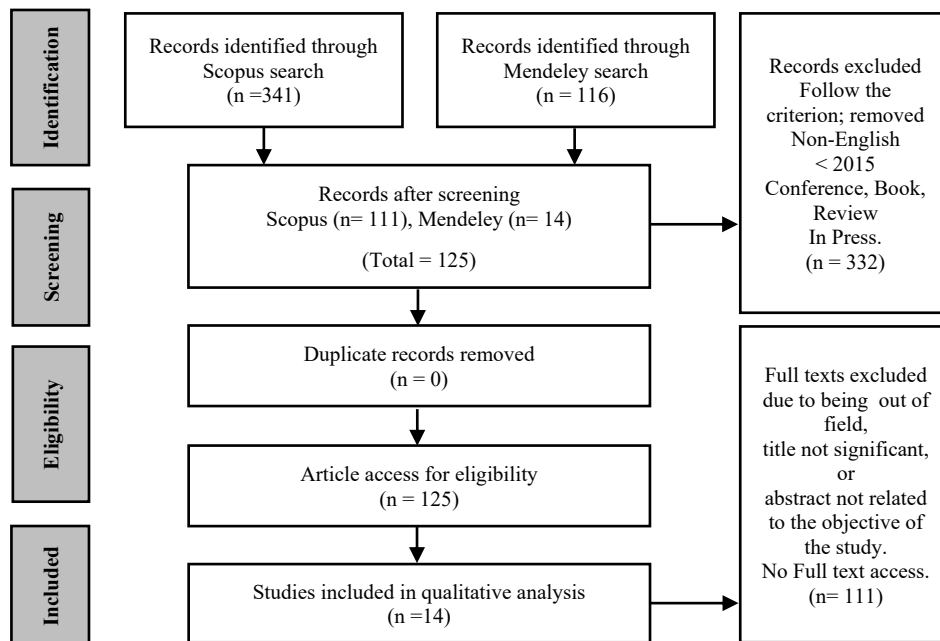 Identification
Records identified through
Scopus search
(n =341)
Records identified through
Mendeley search
(n = 116)
Records excluded
Follow the
criterion; removed
Non-English
< 2015
Conference, Book,
Review
In Press.
(n = 332)
Screening
Records after screening
Scopus (n= 111), Mendeley (n= 14)
(Total = 125)
Duplicate records removed
(n = 0)
Eligibility
Article access for eligibility
(n = 125)
Full texts excluded
due to being out of
field,
title not significant,
or
abstract not related
to the objective of
the study.
No Full text access.
(n= 111)
Included
Studies included in qualitative analysis
(n =14)